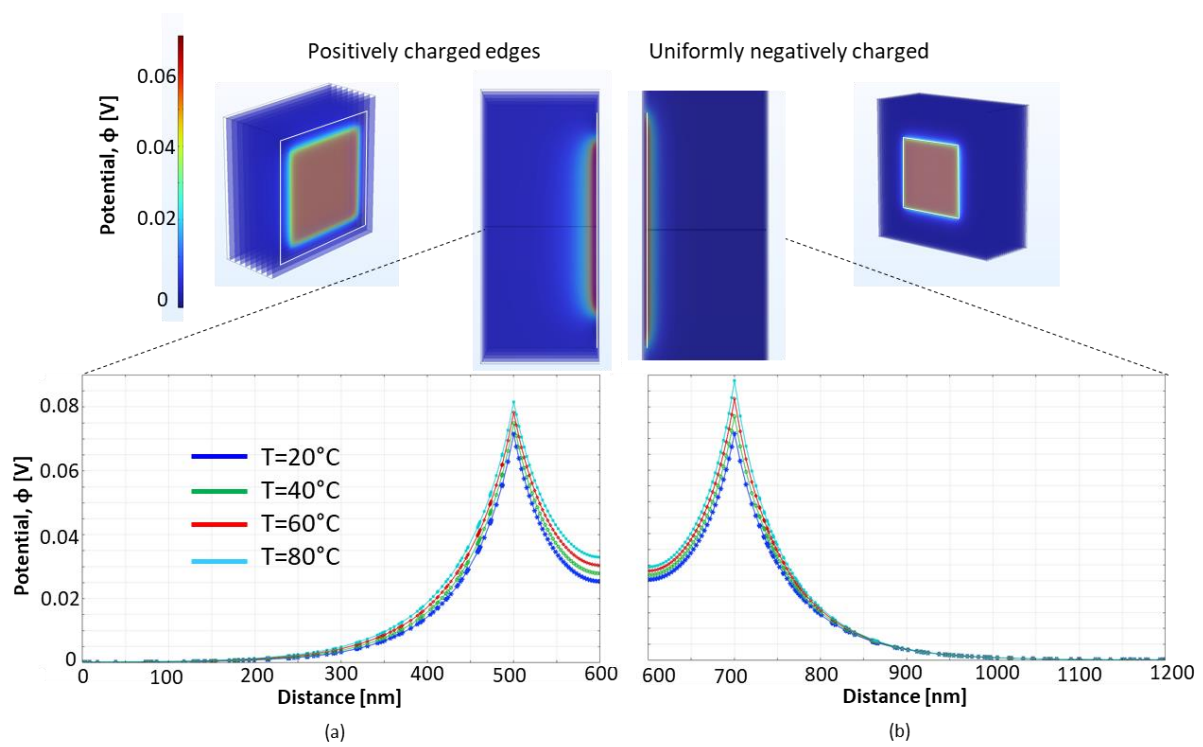 Positively charged edges
Uniformly negatively charged
Potential, ϕ [V]
0.06
0.04
0.02
0
Potential, ϕ [V]
0.08
0.06
0.04
0.02
0
T=20°C
T=40°C
T=60°C
T=80°C
0 100 200 300 400 500 600
Distance [nm]
(a)
600 700 800 900 1000 1100 1200
Distance [nm]
(b)